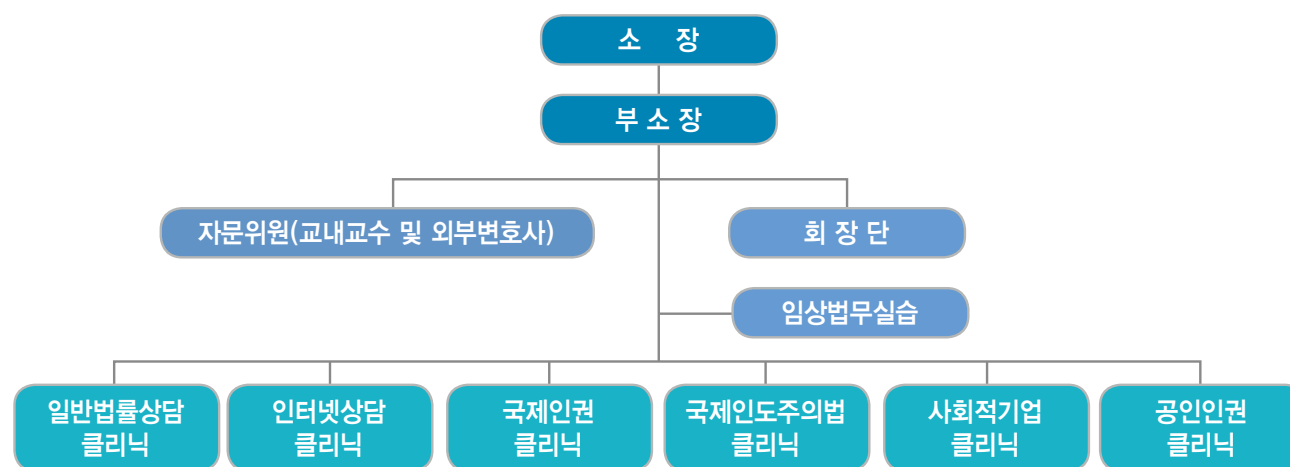 소 장
부 소 장
자문위원(교내교수 및 외부변호사)
회 장 단
임상법무실습
일반법률상담
클리닉
인터넷상담
클리닉
국제인권
클리닉
국제인도주의법
클리닉
사회적기업
클리닉
공인인권
클리닉